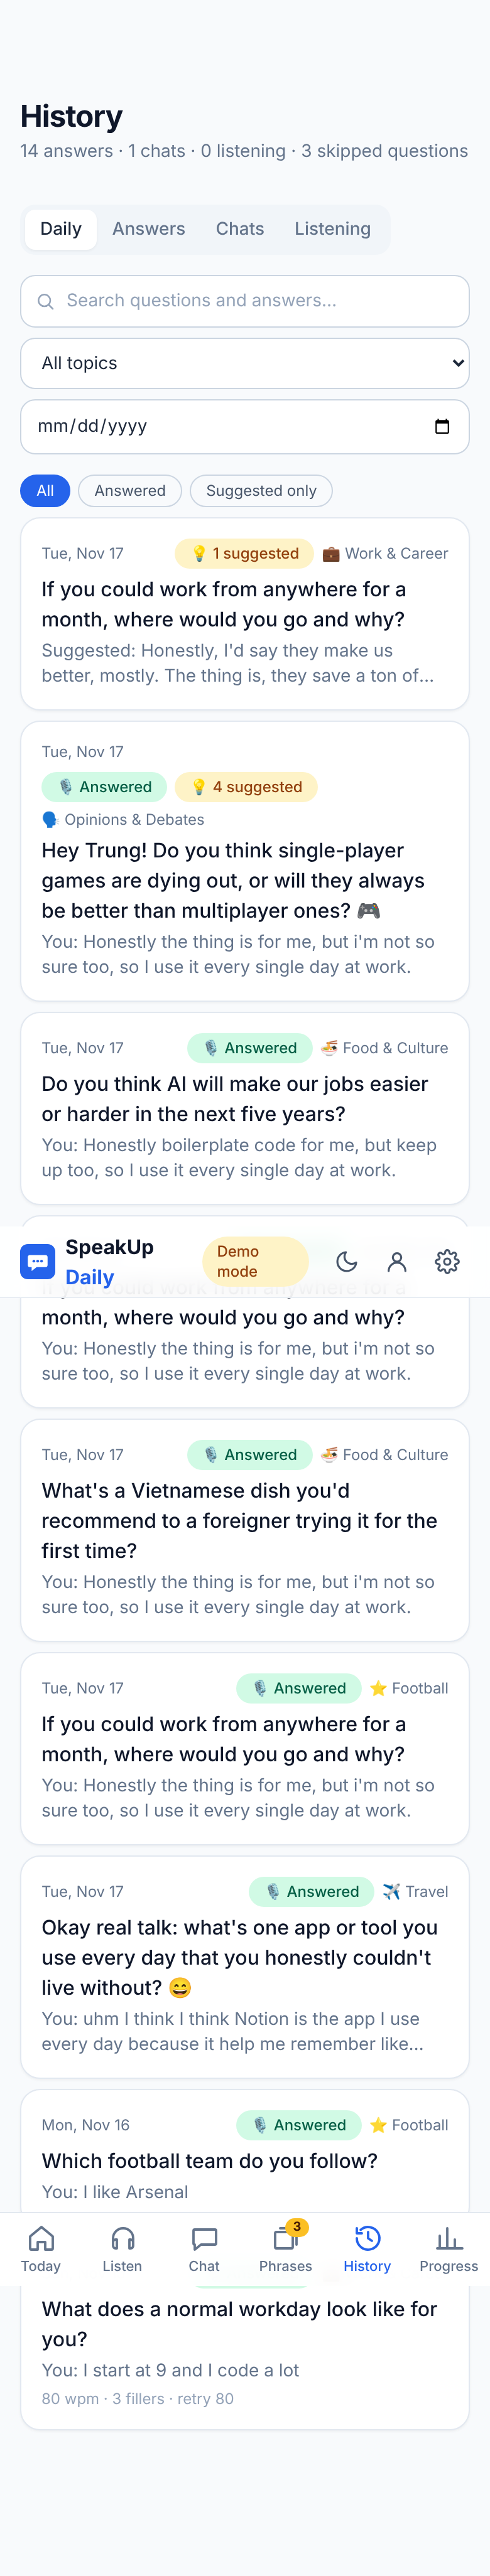 History
14 answers · 1 chats · 0 listening · 3 skipped questions
Daily Answers Chats Listening
Search questions and answers...
All topics
mm/dd/yyyy
All Answered Suggested only
Tue, Nov 17 💡 1 suggested 💼 Work & Career
If you could work from anywhere for a
month, where would you go and why?
Suggested: Honestly, I'd say they make us
better, mostly. The thing is, they save a ton of...
Tue, Nov 17
🎙️ Answered 💡 4 suggested
🗣️ Opinions & Debates
Hey Trung! Do you think single-player
games are dying out, or will they always
be better than multiplayer ones? 🎮
You: Honestly the thing is for me, but i'm not so
sure too, so I use it every single day at work.
Tue, Nov 17 🎙️ Answered 🍜 Food & Culture
Do you think AI will make our jobs easier
or harder in the next five years?
You: Honestly boilerplate code for me, but keep
up too, so I use it every single day at work.
SpeakUp
Daily
Demo
mode
If you could work from anywhere for a
month, where would you go and why?
You: Honestly the thing is for me, but i'm not so
sure too, so I use it every single day at work.
Tue, Nov 17 🎙️ Answered 🍜 Food & Culture
What's a Vietnamese dish you'd
recommend to a foreigner trying it for the
first time?
You: Honestly the thing is for me, but i'm not so
sure too, so I use it every single day at work.
Tue, Nov 17 🎙️ Answered ⭐ Football
If you could work from anywhere for a
month, where would you go and why?
You: Honestly the thing is for me, but i'm not so
sure too, so I use it every single day at work.
Tue, Nov 17 🎙️ Answered ✈️ Travel
Okay real talk: what's one app or tool you
use every day that you honestly couldn't
live without? 😄
You: uhm I think I think Notion is the app I use
every day because it help me remember like...
Mon, Nov 16 🎙️ Answered ⭐ Football
Which football team do you follow?
You: I like Arsenal
3
Today Listen Chat Phrases History Progress
What does a normal workday look like for
you?
You: I start at 9 and I code a lot
80 wpm · 3 fillers · retry 80